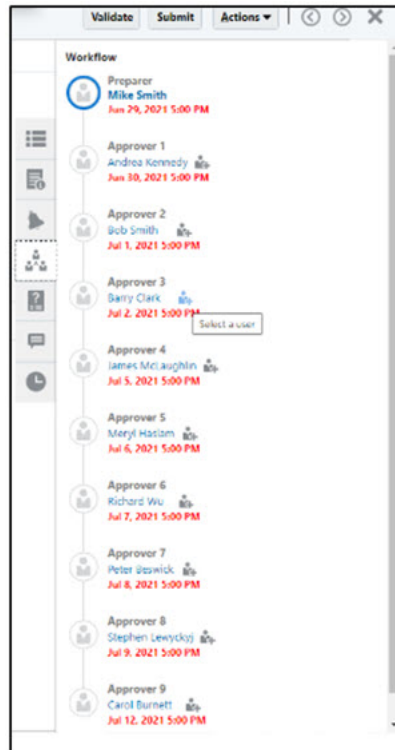 Validate Submit Actions
Workflow
Preparer
Mike Smith
Jun 29, 2021 5:00 PM
Approver 1
Andrea Kennedy
Jun 30, 2021 5:00 PM
Approver 2
Bob Smith
Jul 1, 2021 5:00 PM
Approver 3
Barry Clark
Jul 2, 2021 5:00 PM
Select a user
Approver 4
James McLaughlin
Jul 5, 2021 5:00 PM
Approver 5
Meryl Haslam
Jul 6, 2021 5:00 PM
Approver 6
Richard Wu
Jul 7, 2021 5:00 PM
Approver 7
Peter Beswick
Jul 8, 2021 5:00 PM
Approver 8
Stephen Lewyckyj
Jul 9, 2021 5:00 PM
Approver 9
Carol Burnett
Jul 12, 2021 5:00 PM